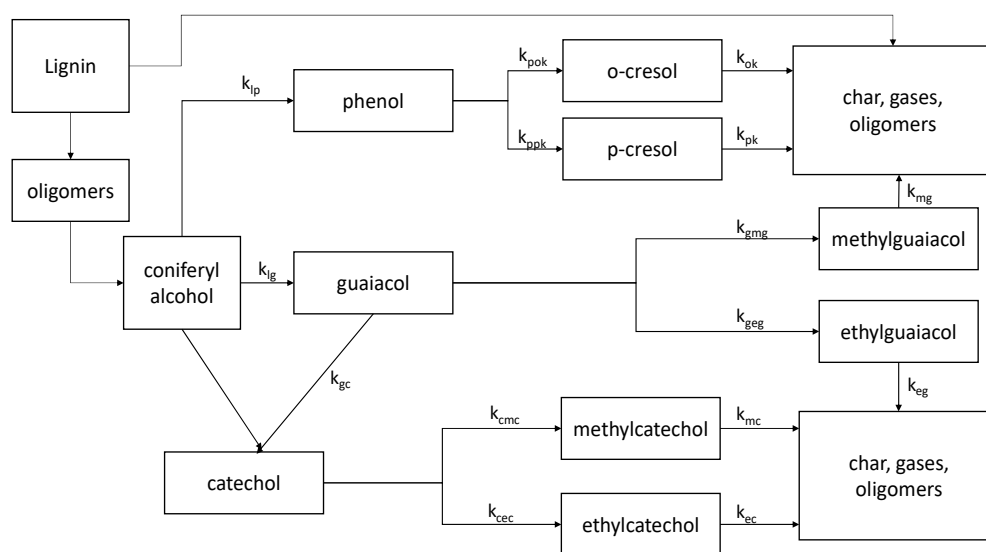 Lignin
k_lp
phenol
k_pok
o-cresol
k_ok
char, gases,
oligomers
k_ppk
p-cresol
k_pk
oligomers
k_mg
coniferyl
alcohol
k_lg
guaiacol
k_gmg
methylguaiacol
k_geg
ethylguaiacol
k_gc
k_eg
catechol
k_cmc
methylcatechol
k_mc
char, gases,
oligomers
k_cec
ethylcatechol
k_ec